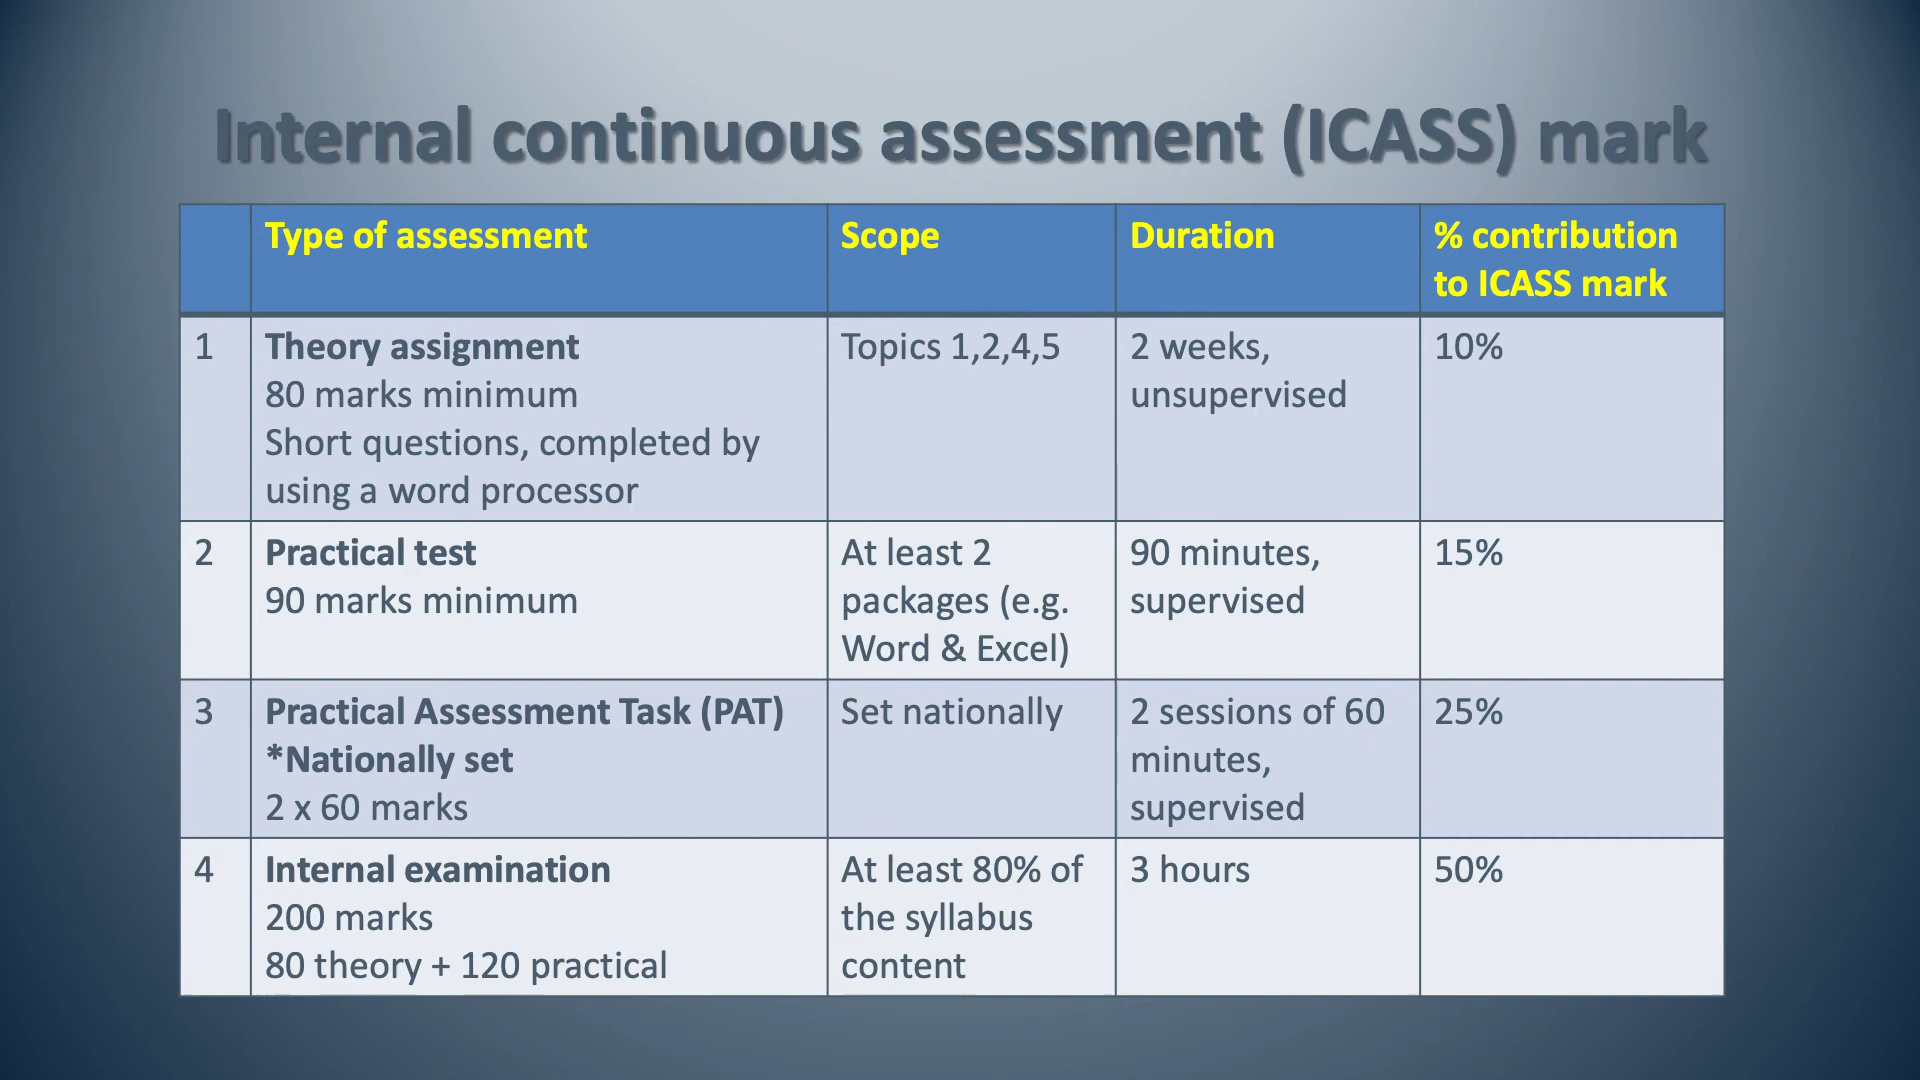 Internal continuous assessment (ICASS) mark
Type of assessment
Scope
Duration
% contribution
to ICASS mark
1
Theory assignment
80 marks minimum
Short questions, completed by
using a word processor
Topics 1,2,4,5
2 weeks,
unsupervised
10%
2
Practical test
90 marks minimum
At least 2
packages (e.g.
Word & Excel)
90 minutes,
supervised
15%
3
Practical Assessment Task (PAT)
*Nationally set
2 x 60 marks
Set nationally
2 sessions of 60
minutes,
supervised
25%
4
Internal examination
200 marks
80 theory + 120 practical
At least 80% of
the syllabus
content
3 hours
50%